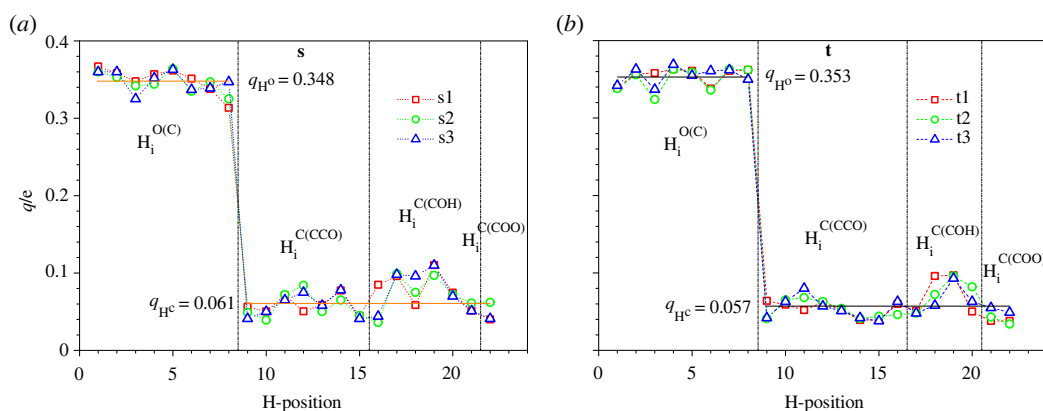 (a)
s
0.4
0.3
0.2
0.1
0
q/e
q_H^O = 0.348
s1
s2
s3
H_i^O(C)
H_i^C(CCO)
H_i^C(COH)
H_i^C(COO)
q_H^C = 0.061
0 5 10 15 20
H-position
(b)
t
q_H^O = 0.353
t1
t2
t3
H_i^O(C)
H_i^C(CCO)
H_i^C(COH)
H_i^C(COO)
q_H^C = 0.057
0 5 10 15 20
H-position